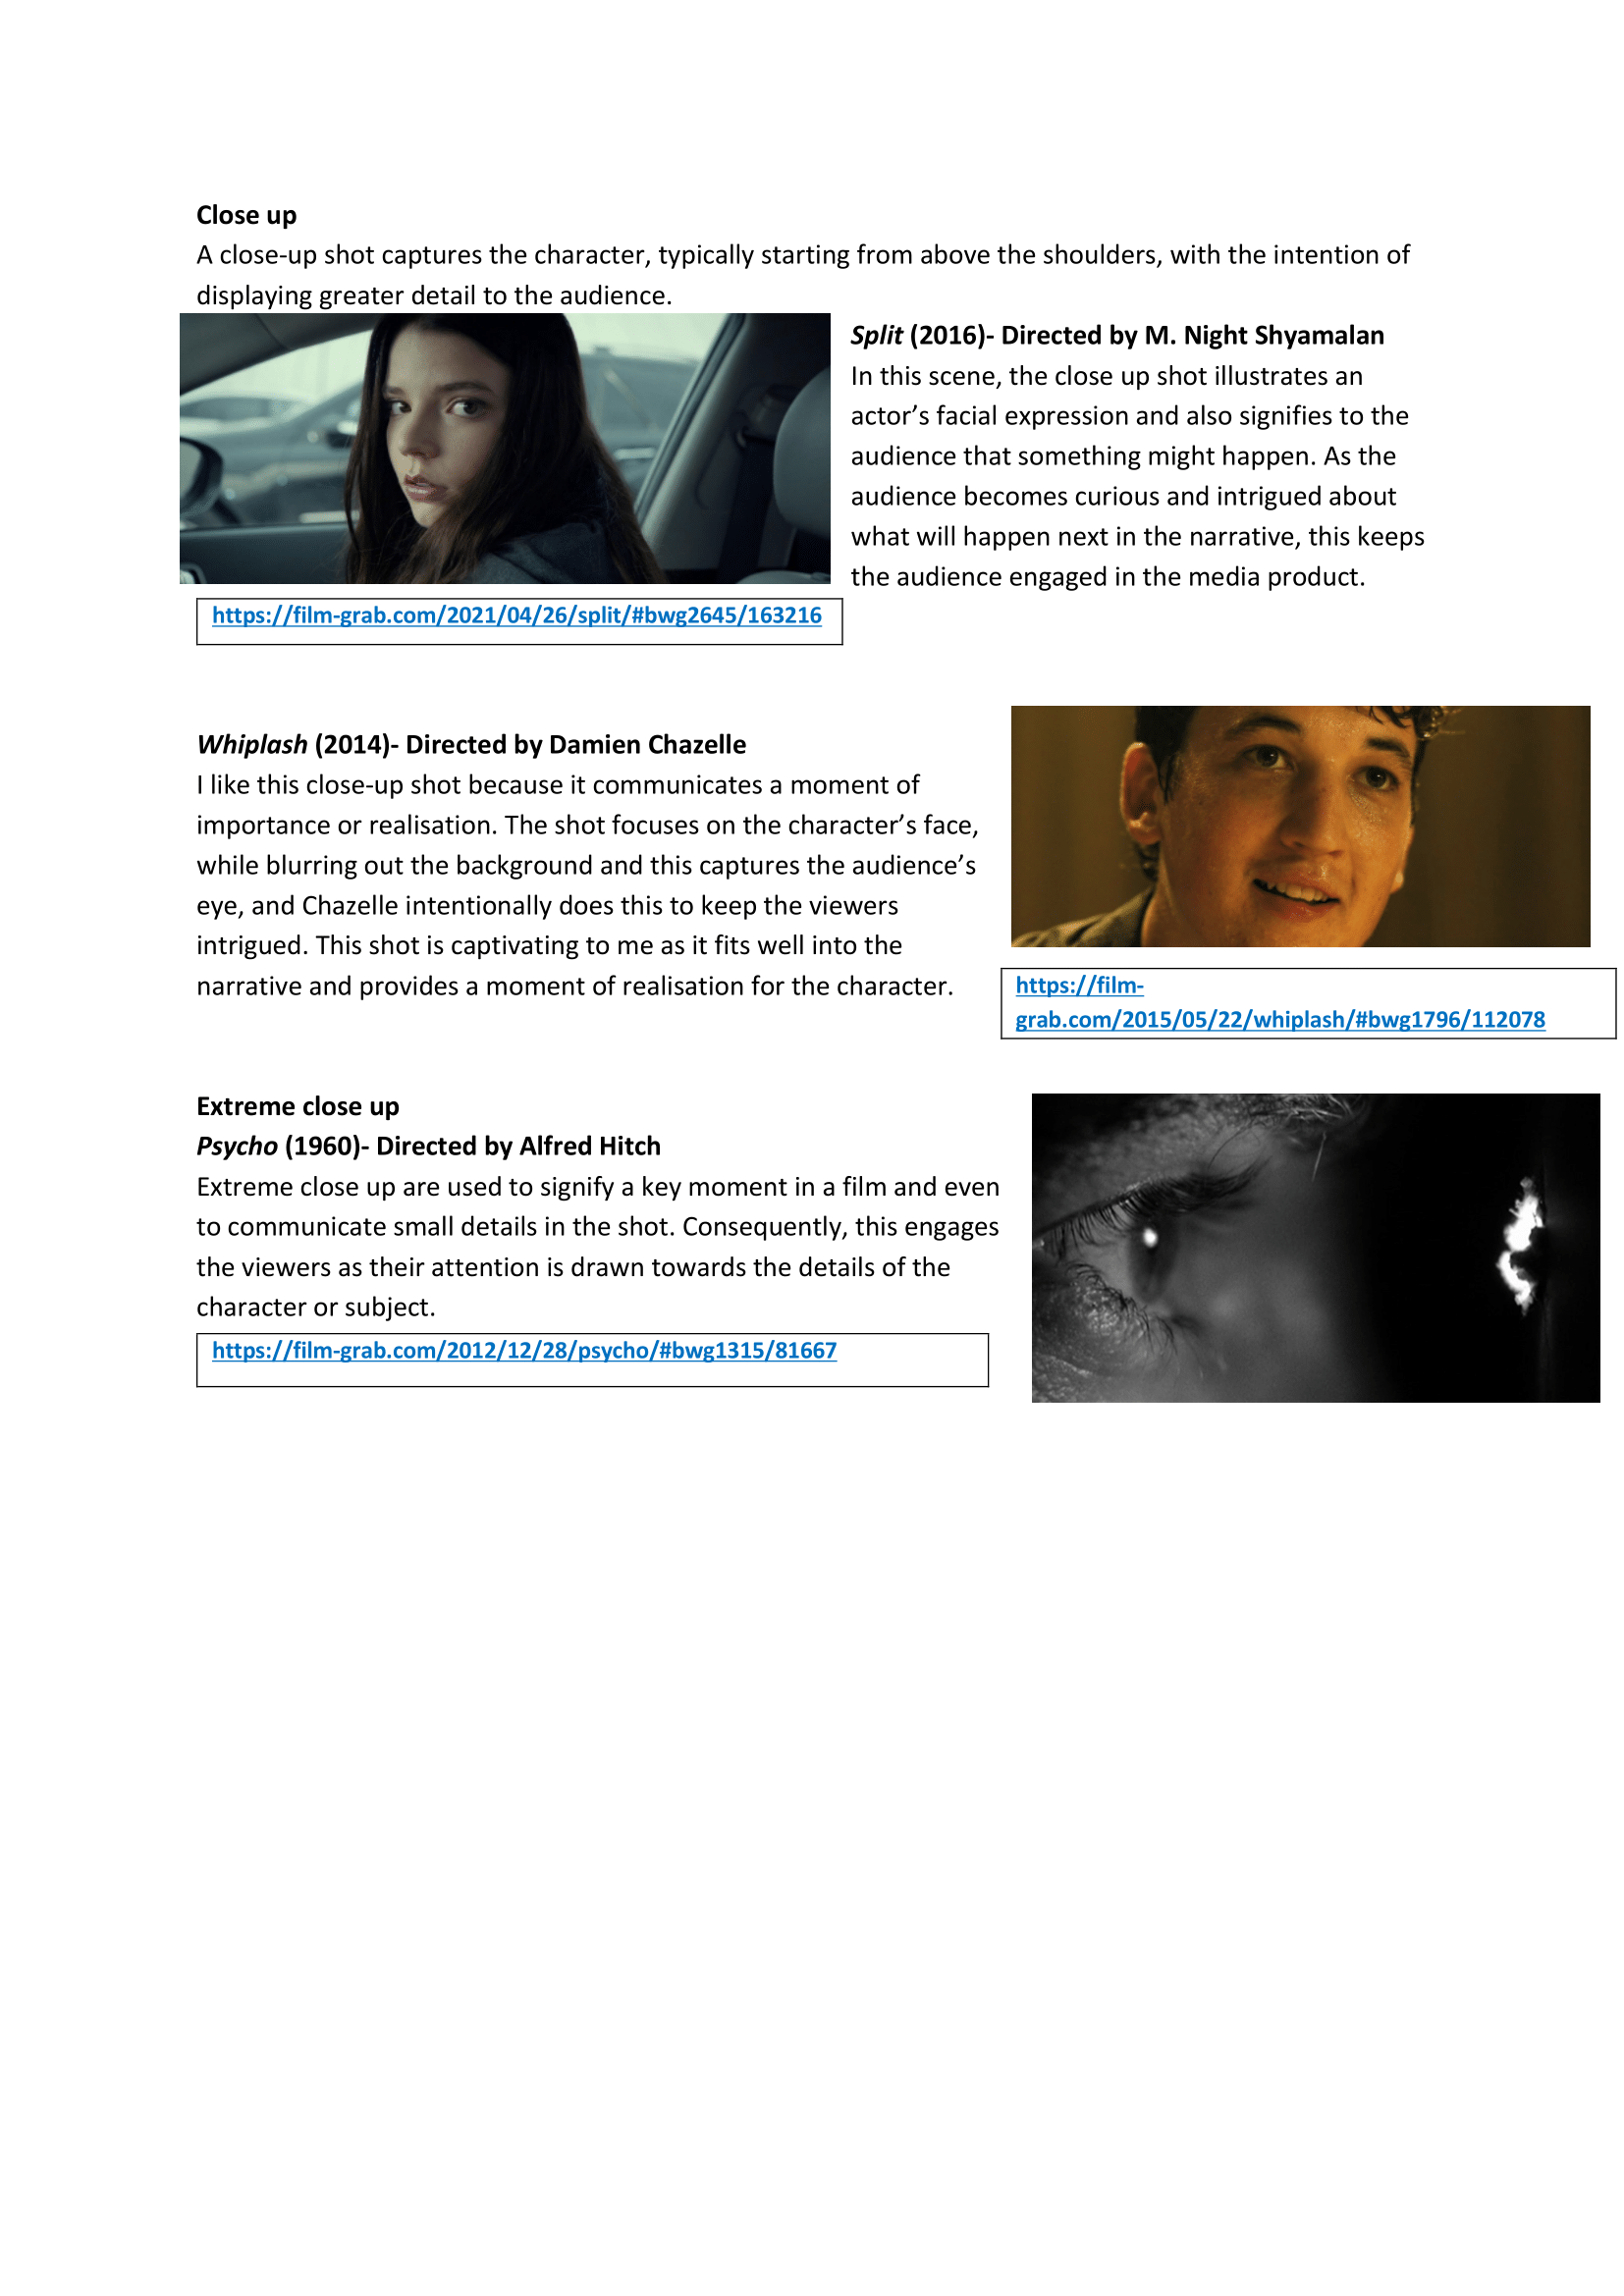 Close up
A close-up shot captures the character, typically starting from above the shoulders, with the intention of
displaying greater detail to the audience.
Split (2016)- Directed by M. Night Shyamalan
In this scene, the close up shot illustrates an
actor’s facial expression and also signifies to the
audience that something might happen. As the
audience becomes curious and intrigued about
what will happen next in the narrative, this keeps
the audience engaged in the media product.
https://film-grab.com/2021/04/26/split/#bwg2645/163216
Whiplash (2014)- Directed by Damien Chazelle
I like this close-up shot because it communicates a moment of
importance or realisation. The shot focuses on the character’s face,
while blurring out the background and this captures the audience’s
eye, and Chazelle intentionally does this to keep the viewers
intrigued. This shot is captivating to me as it fits well into the
narrative and provides a moment of realisation for the character.
https://film-
grab.com/2015/05/22/whiplash/#bwg1796/112078
Extreme close up
Psycho (1960)- Directed by Alfred Hitch
Extreme close up are used to signify a key moment in a film and even
to communicate small details in the shot. Consequently, this engages
the viewers as their attention is drawn towards the details of the
character or subject.
https://film-grab.com/2012/12/28/psycho/#bwg1315/81667